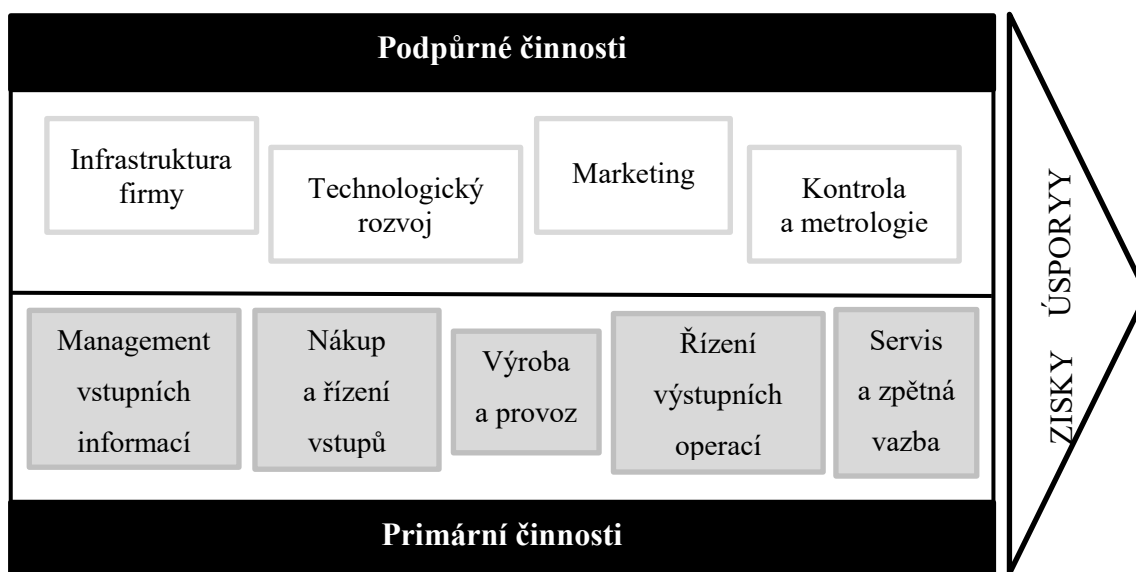 Podpůrné činnosti
Infrastruktura
firmy
Technologický
rozvoj
Marketing
Kontrola
a metrologie
Management
vstupních
informací
Nákup
a řízení
vstupů
Výroba
a provoz
Řízení
výstupních
operací
Servis
a zpětná
vazba
Primární činnosti
ZISKY ÚSPORYY